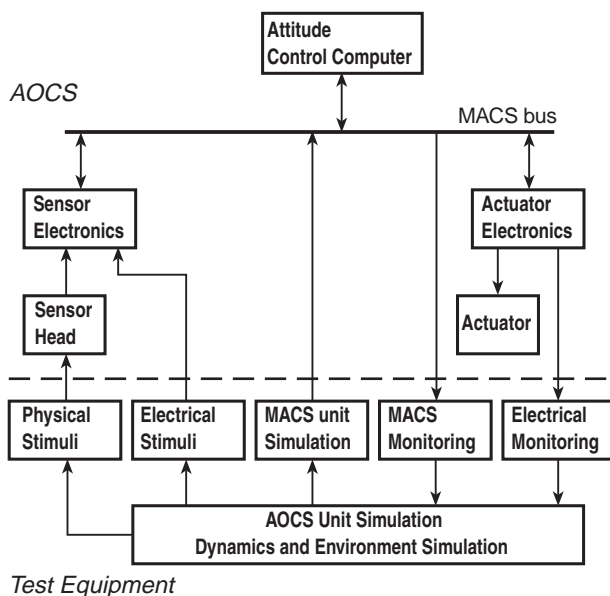 Attitude
Control Computer
AOCS
MACS bus
Sensor
Electronics
Actuator
Electronics
Sensor
Head
Actuator
Physical
Stimuli
Electrical
Stimuli
MACS unit
Simulation
MACS
Monitoring
Electrical
Monitoring
AOCS Unit Simulation
Dynamics and Environment Simulation
Test Equipment